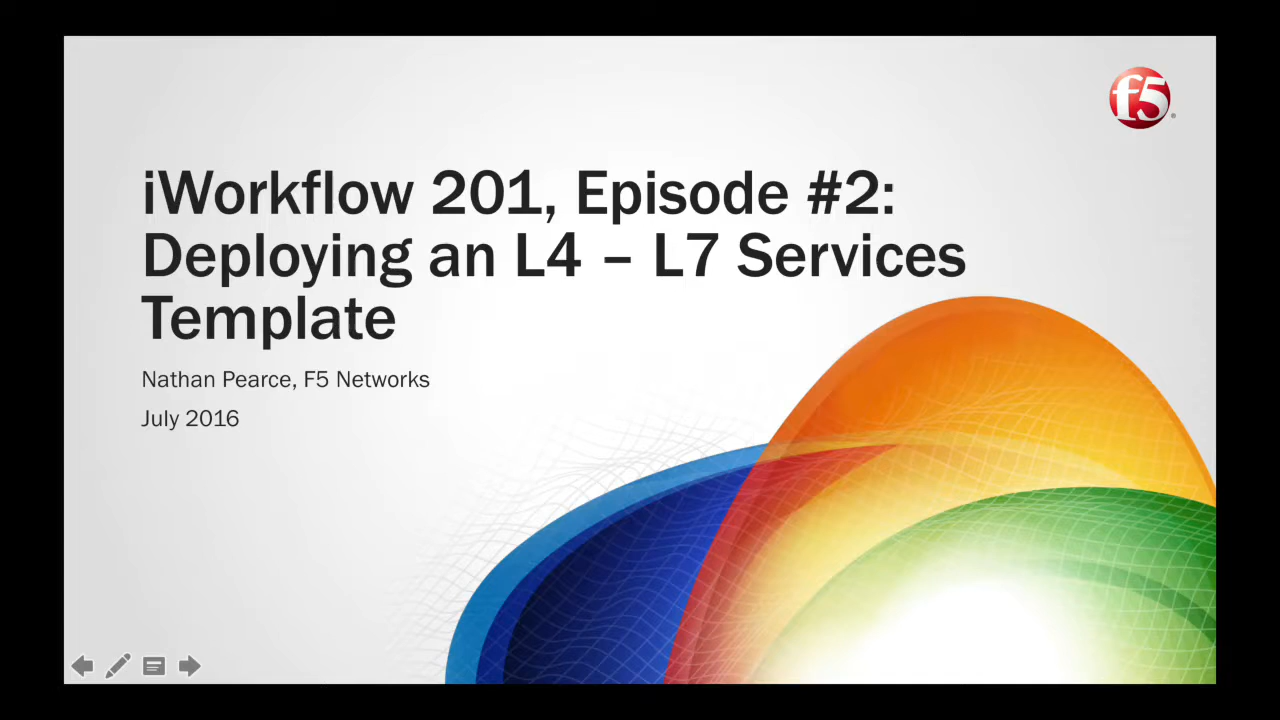 f5
iWorkflow 201, Episode #2:
Deploying an L4 – L7 Services
Template
Nathan Pearce, F5 Networks
July 2016